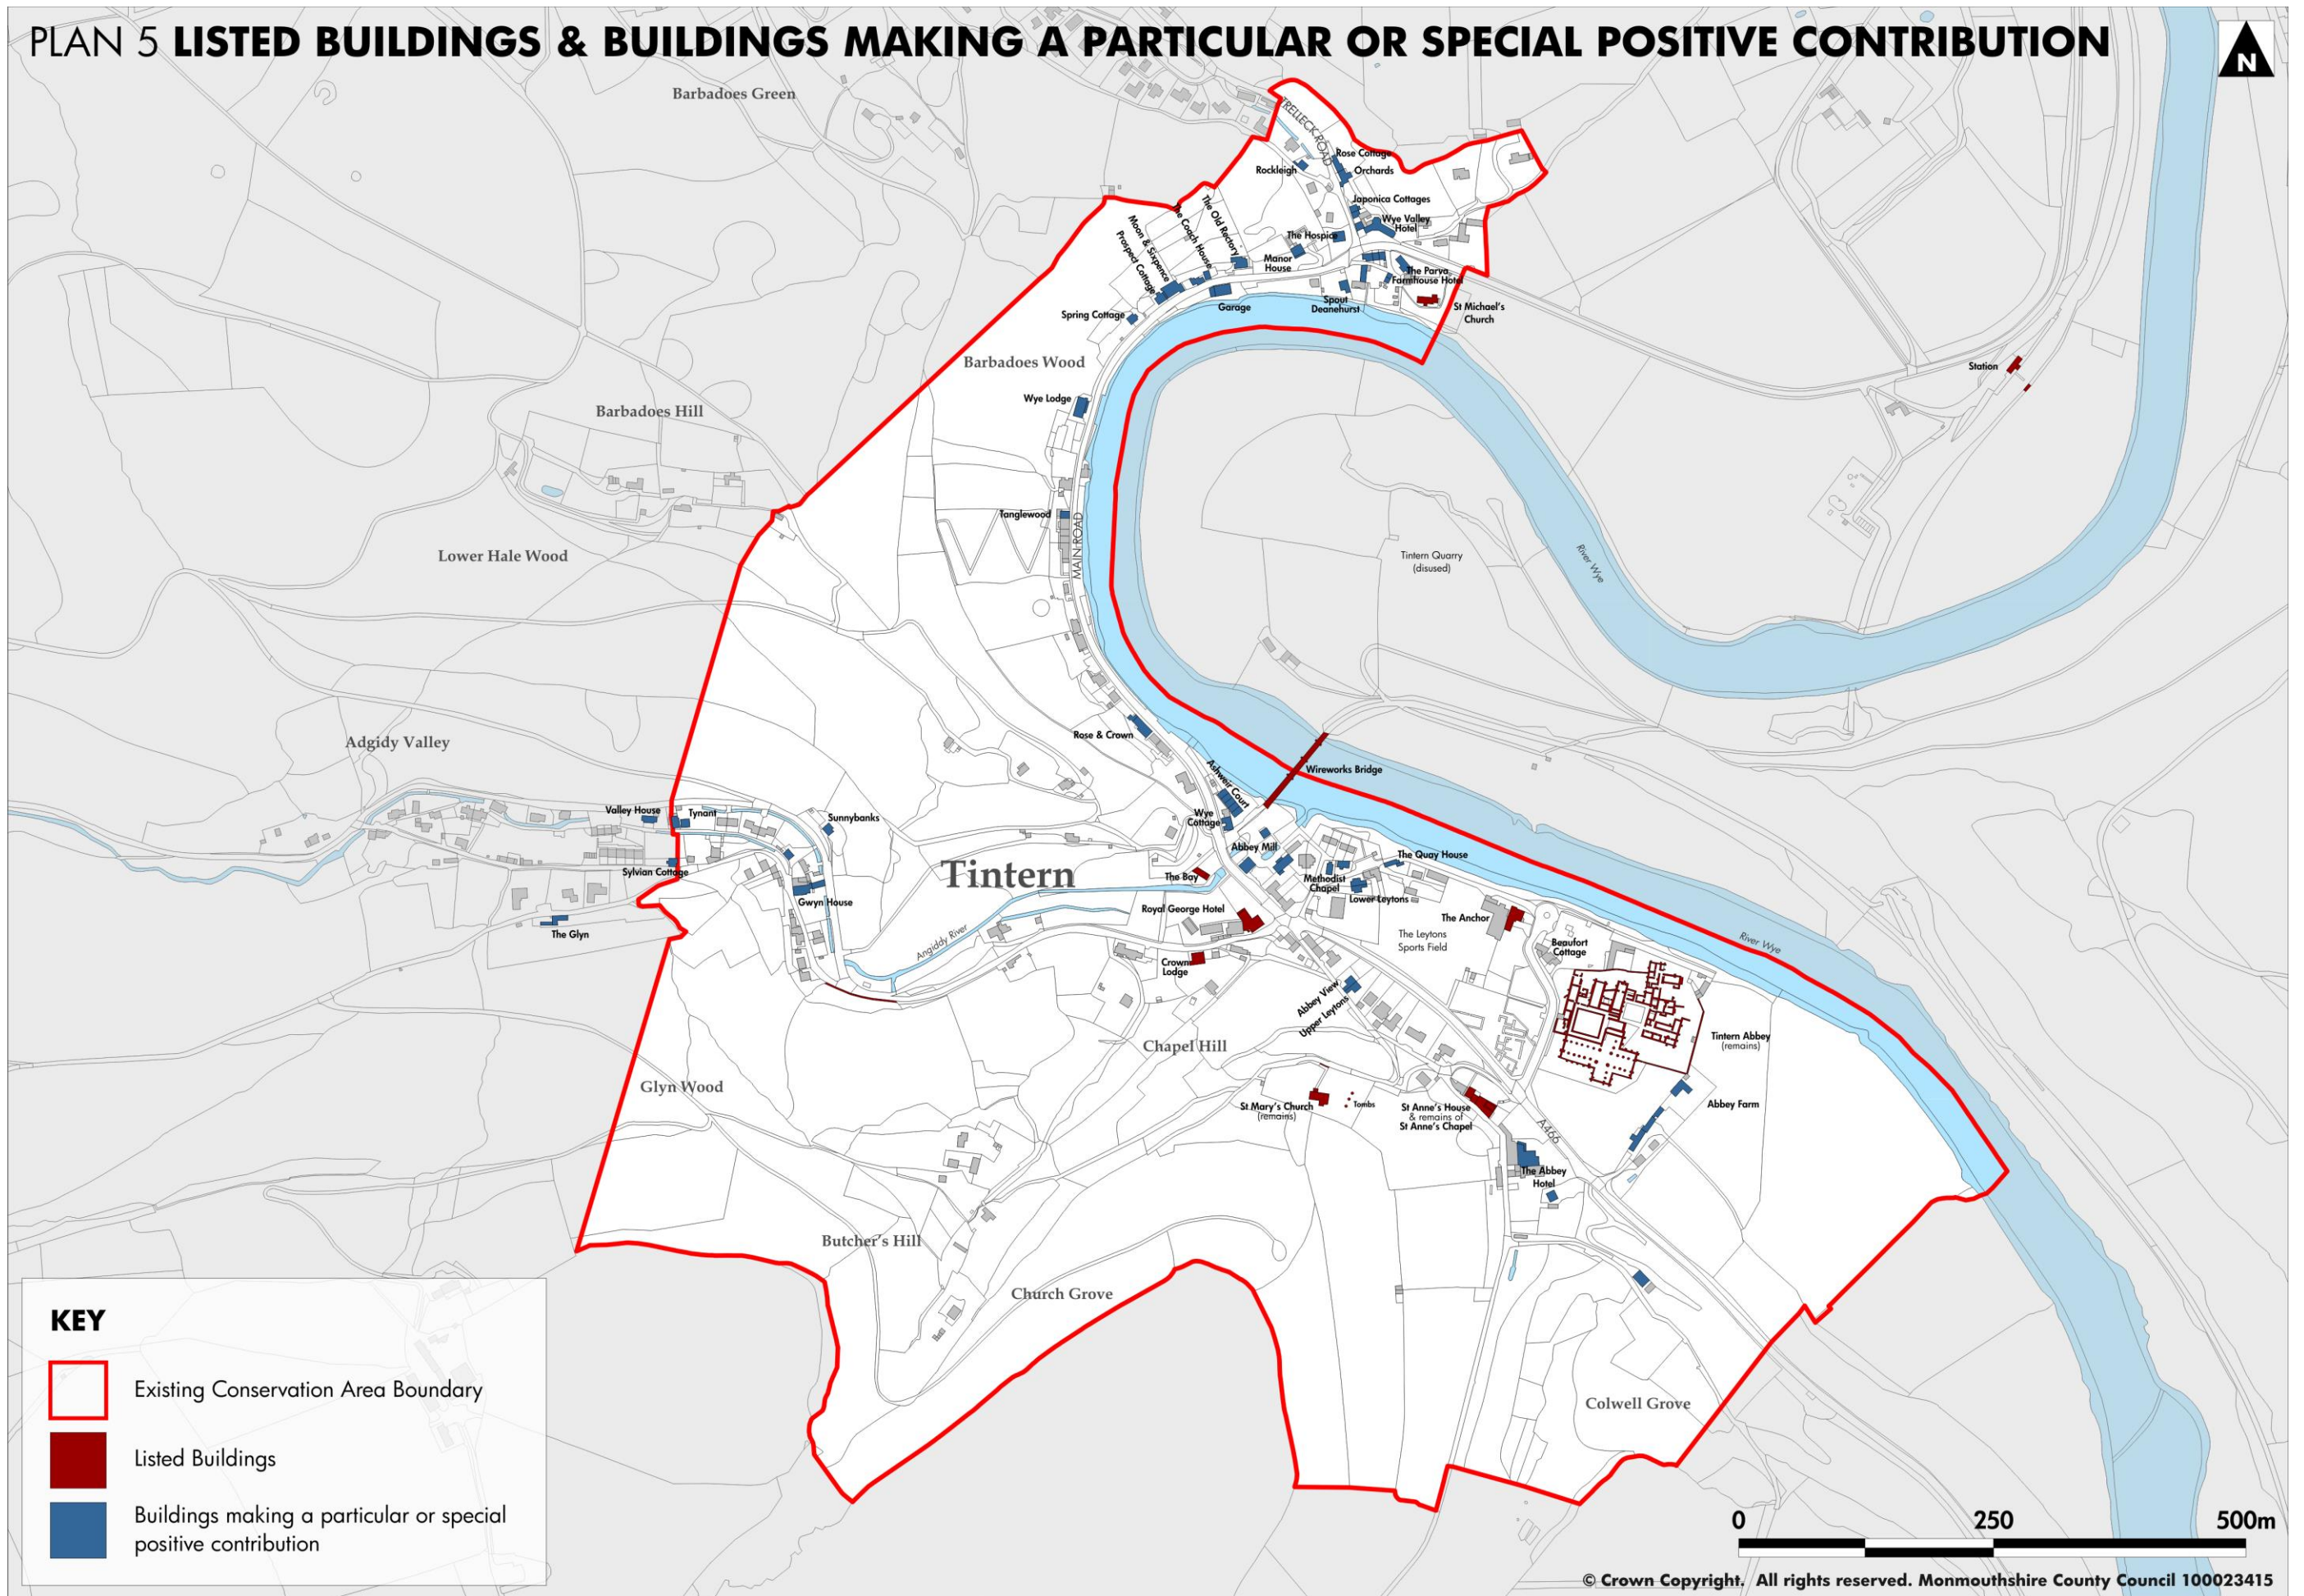 PLAN 5 LISTED BUILDINGS & BUILDINGS MAKING A PARTICULAR OR SPECIAL POSITIVE CONTRIBUTION
N
Barbadoes Green
TRELLECK ROAD
Rose Cottage
Rockleigh
Orchards
Japonica Cottages
Wye Valley
Hotel
The Hospice
The Old Rectory
The Coach House
Moon & Sixpence
Prospect Cottage
Manor
House
The Parva
Farmhouse Hotel
Spout
Deanehurst
Garage
St Michael's
Church
Spring Cottage
Barbadoes Wood
Station
Wye Lodge
Barbadoes Hill
Tanglewood
MAIN ROAD
Lower Hale Wood
Tintern Quarry
(disused)
River Wye
Adgidy Valley
Rose & Crown
Wireworks Bridge
Ashweir Court
Valley House
Tynant
Sunnybanks
Wye
Cottage
Abbey Mill
The Quay House
Tintern
Sylvian Cottage
The Bay
Methodist
Chapel
Lower Leytons
Gwyn House
Royal George Hotel
The Anchor
The Glyn
Angiddy River
The Leytons
Sports Field
Beaufort
Cottage
River Wye
Crown
Lodge
Abbey View
Upper Leytons
Chapel Hill
Tintern Abbey
(remains)
Glyn Wood
St Mary's Church
(remains)
Tombs
St Anne's House
& remains of
St Anne's Chapel
Abbey Farm
A466
The Abbey
Hotel
Butcher's Hill
Church Grove
Colwell Grove
KEY
Existing Conservation Area Boundary
Listed Buildings
Buildings making a particular or special
positive contribution
0 250 500m
© Crown Copyright. All rights reserved. Monmouthshire County Council 100023415